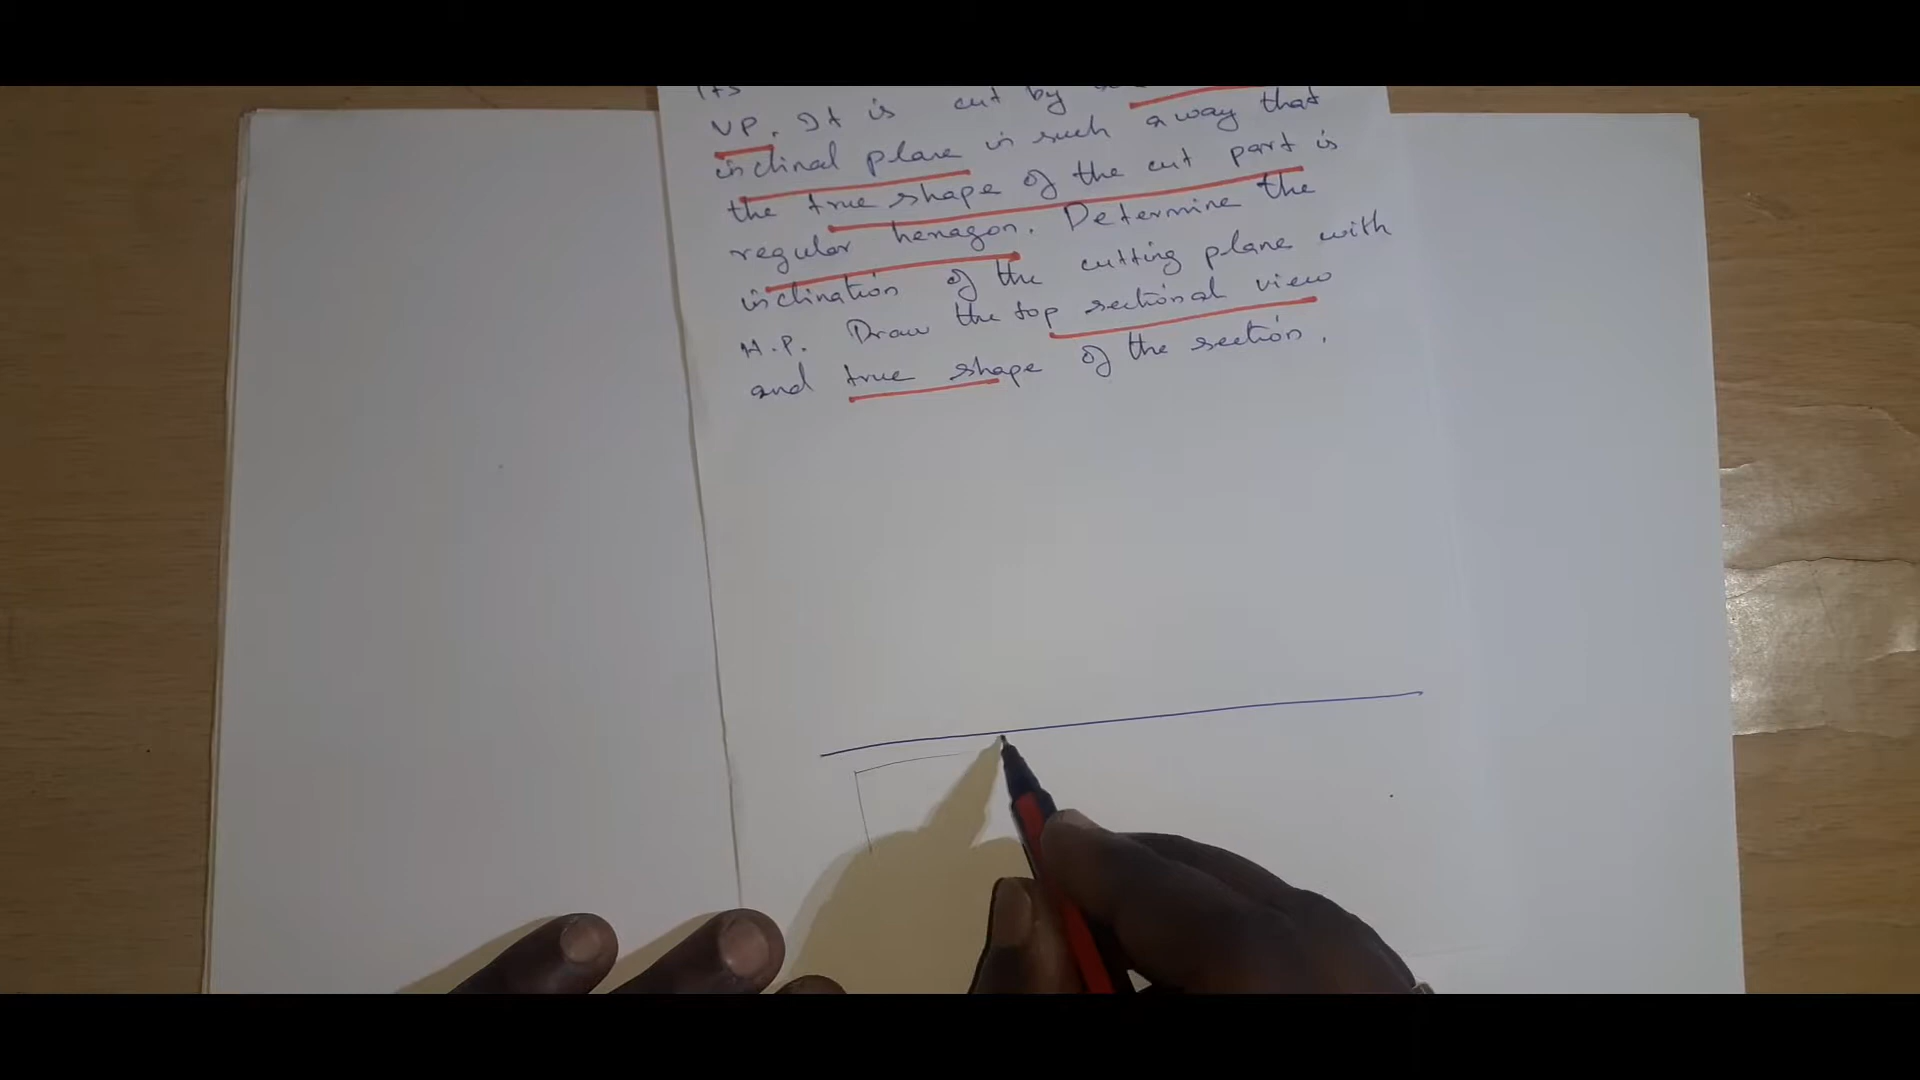 its
VP. It is cut by
inclinal plane in such a way that
the true shape of the cut part is
regular hexagon. Determine the
inclination of the cutting plane with
H.P. Draw the top sectional view
and true shape of the section.